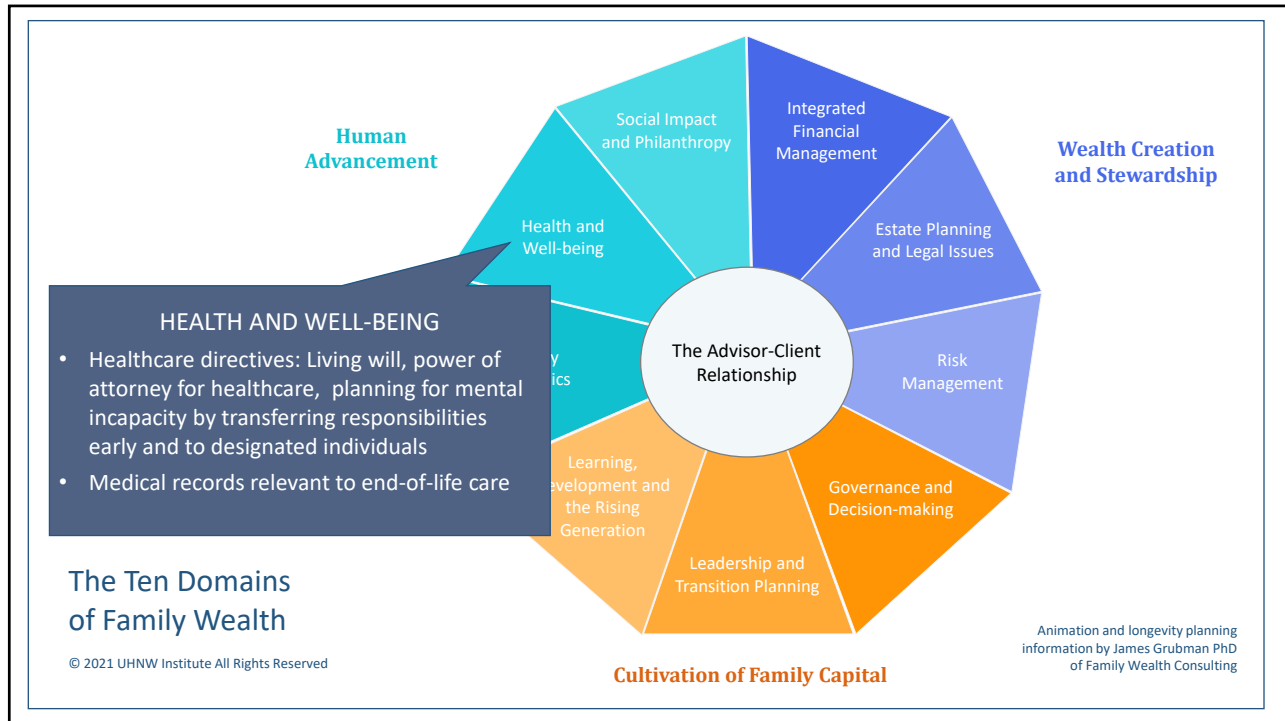 Human
Advancement
Social Impact
and Philanthropy
Integrated
Financial
Management
Wealth Creation
and Stewardship
Health and
Well-being
Estate Planning
and Legal Issues
HEALTH AND WELL-BEING
• Healthcare directives: Living will, power of
attorney for healthcare,  planning for mental
incapacity by transferring responsibilities
early and to designated individuals
• Medical records relevant to end-of-life care
The Advisor-Client
Relationship
Risk
Management
Learning,
evelopment and
the Rising
Generation
Governance and
Decision-making
Leadership and
Transition Planning
The Ten Domains
of Family Wealth
© 2021 UHNW Institute All Rights Reserved
Cultivation of Family Capital
Animation and longevity planning
information by James Grubman PhD
of Family Wealth Consulting